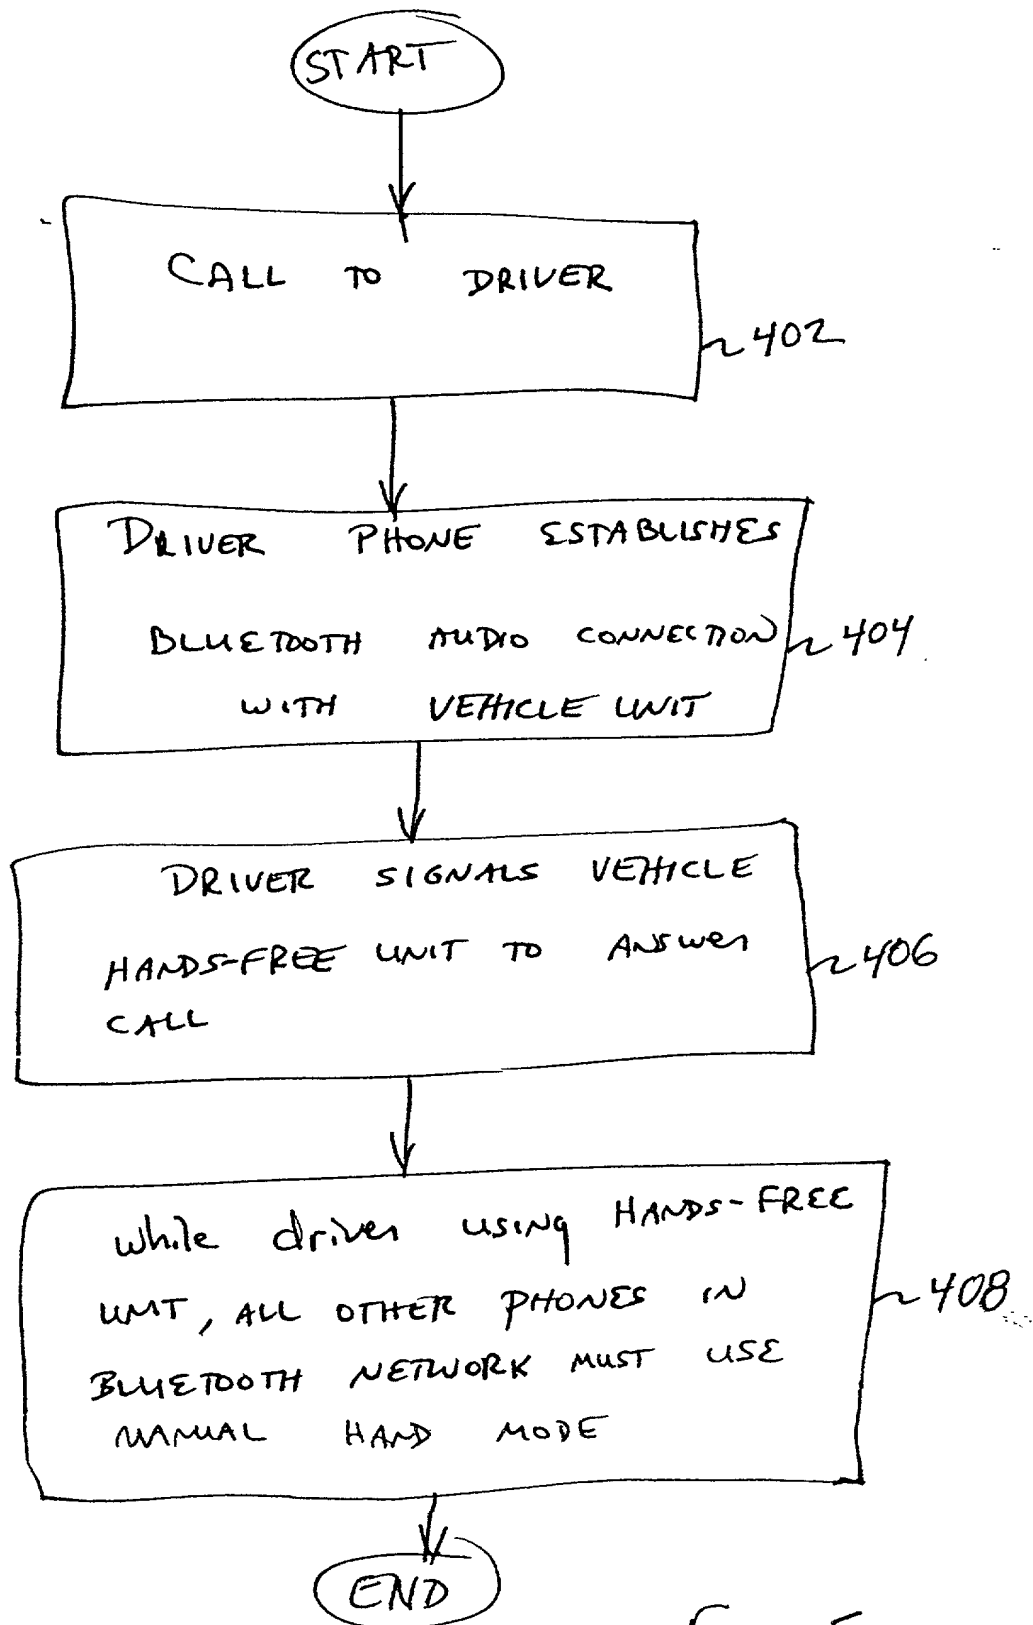 START
CALL TO DRIVER
402
DRIVER PHONE ESTABLISHES
BLUETOOTH AUDIO CONNECTION
WITH VEHICLE UNIT
404
DRIVER SIGNALS VEHICLE
HANDS-FREE UNIT TO ANSWER
CALL
406
while driver using HANDS-FREE
UNIT, ALL OTHER PHONES IN
BLUETOOTH NETWORK MUST USE
MANUAL HAND MODE
408
END